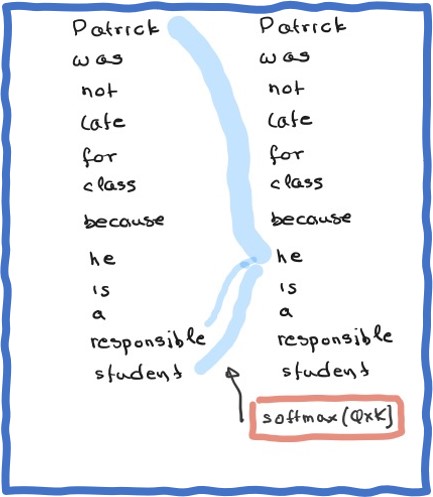 Patrick Patrick
was was
not not
late late
for for
class class
because because
he he
is is
a a
responsible responsible
student student
softmax(QxK]